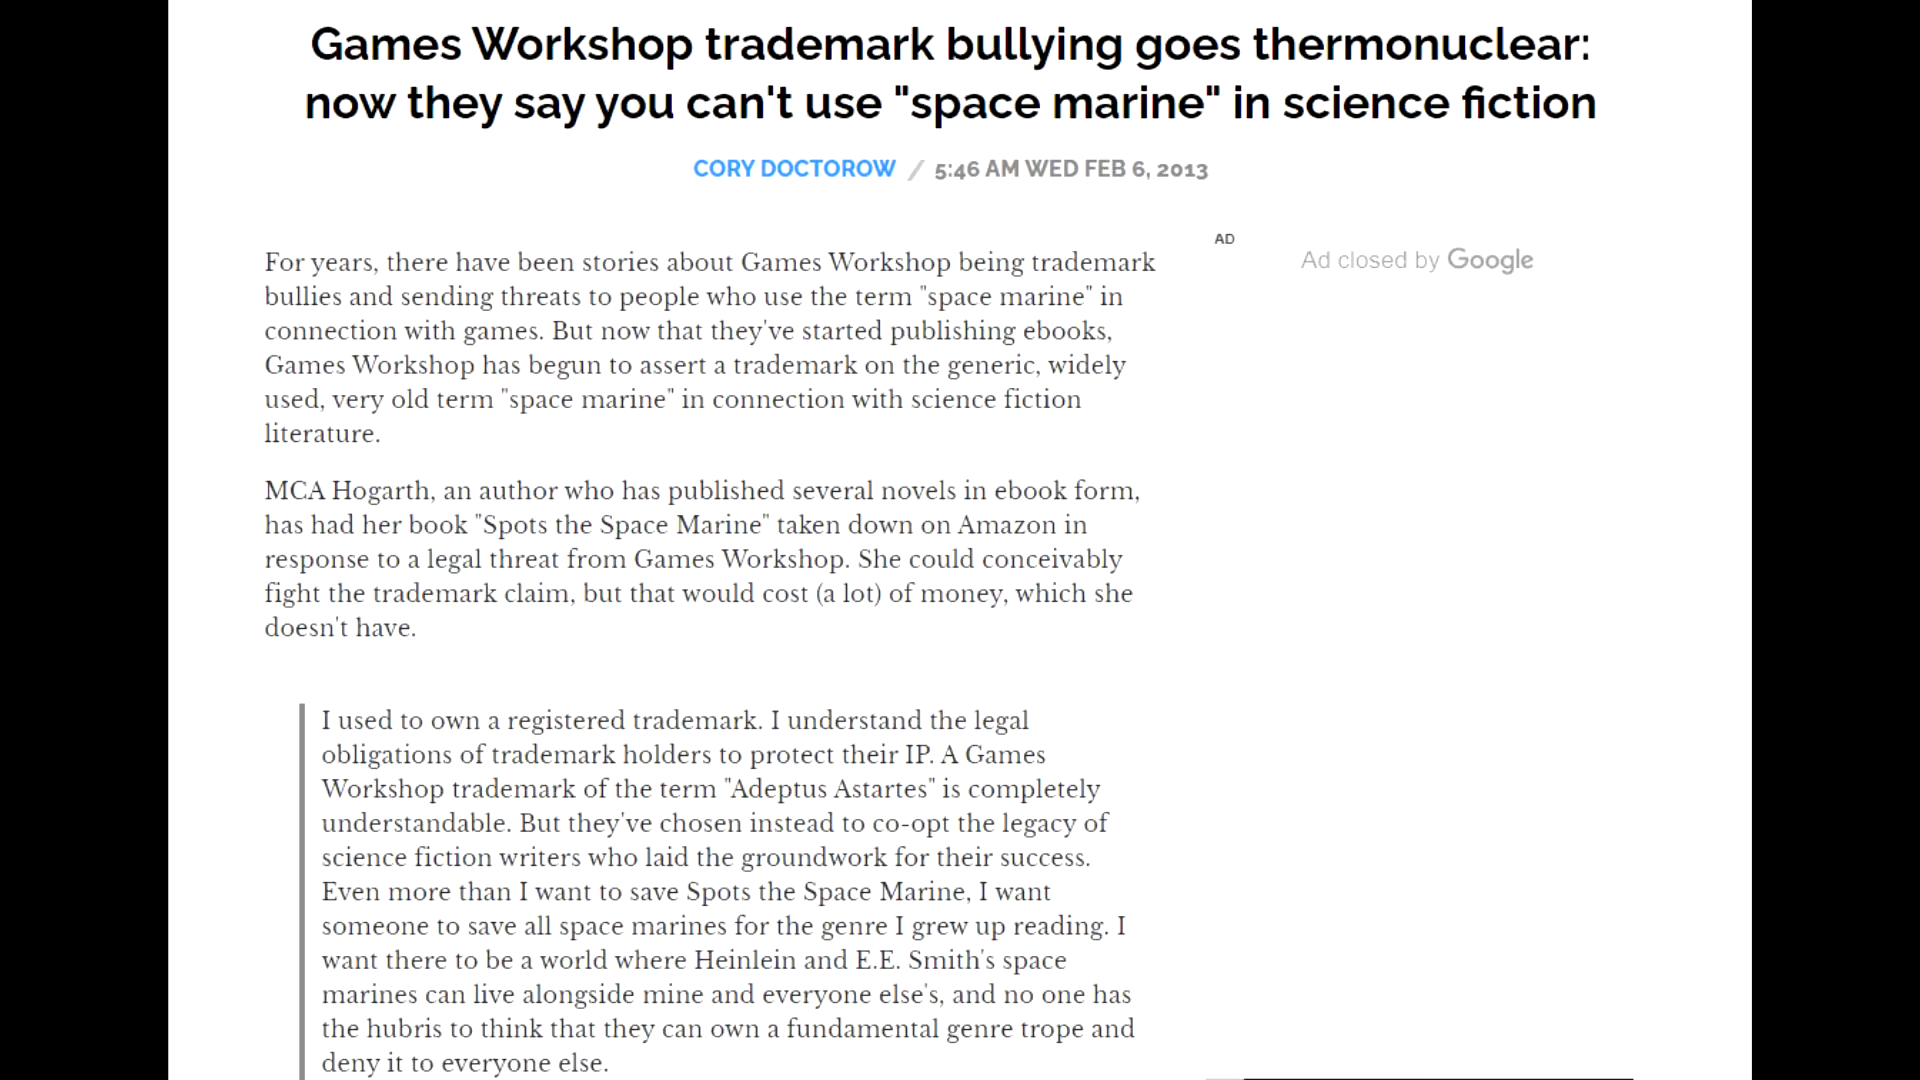 Games Workshop trademark bullying goes thermonuclear:
now they say you can't use "space marine" in science fiction
CORY DOCTOROW / 5:46 AM WED FEB 6, 2013
AD
Ad closed by Google
For years, there have been stories about Games Workshop being trademark
bullies and sending threats to people who use the term "space marine" in
connection with games. But now that they've started publishing ebooks,
Games Workshop has begun to assert a trademark on the generic, widely
used, very old term "space marine" in connection with science fiction
literature.
MCA Hogarth, an author who has published several novels in ebook form,
has had her book "Spots the Space Marine" taken down on Amazon in
response to a legal threat from Games Workshop. She could conceivably
fight the trademark claim, but that would cost (a lot) of money, which she
doesn't have.
I used to own a registered trademark. I understand the legal
obligations of trademark holders to protect their IP. A Games
Workshop trademark of the term "Adeptus Astartes" is completely
understandable. But they've chosen instead to co-opt the legacy of
science fiction writers who laid the groundwork for their success.
Even more than I want to save Spots the Space Marine, I want
someone to save all space marines for the genre I grew up reading. I
want there to be a world where Heinlein and E.E. Smith's space
marines can live alongside mine and everyone else's, and no one has
the hubris to think that they can own a fundamental genre trope and
deny it to everyone else.